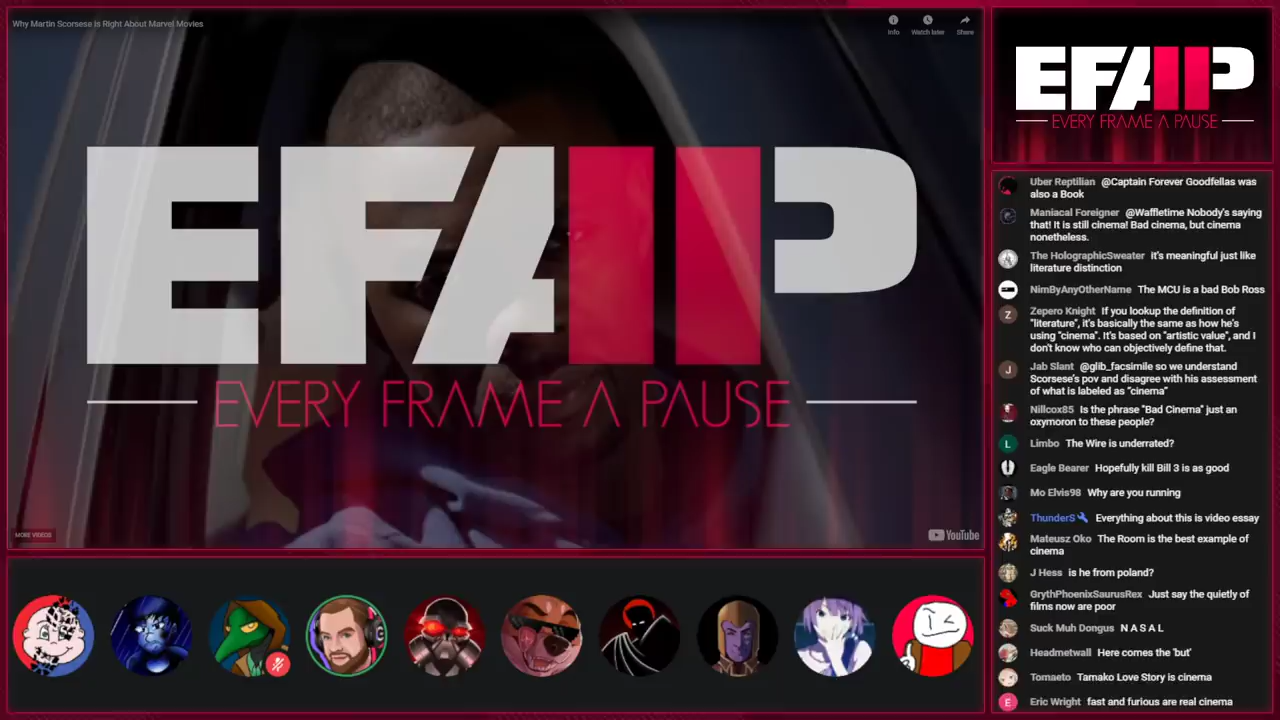 Why Martin Scorsese is Right About Marvel Movies
Info
Watch later
Share
EFAP
EVERY FRAME A PAUSE
MORE VIDEOS
YouTube
EFAP
EVERY FRAME A PAUSE
Uber Reptilian @Captain Forever Goodfellas was
also a Book
Maniacal Foreigner @Waffletime Nobody's saying
that! It is still cinema! Bad cinema, but cinema
nonetheless.
The HolographicSweater it's meaningful just like
literature distinction
NimByAnyOtherName The MCU is a bad Bob Ross
Zepero Knight If you lookup the definition of
"literature", it's basically the same as how he's
using "cinema". It's based on "artistic value", and I
don't know who can objectively define that.
Jab Slant @glib_facsimile so we understand
Scorsese's pov and disagree with his assessment
of what is labeled as "cinema"
Nillcox85 Is the phrase "Bad Cinema" just an
oxymoron to these people?
L Limbo The Wire is underrated?
Eagle Bearer Hopefully kill Bill 3 is as good
Mo Elvis98 Why are you running
ThunderS Everything about this is video essay
Mateusz Oko The Room is the best example of
cinema
J Hess is he from poland?
GrythPhoenixSaurusRex Just say the quietly of
films now are poor
Suck Muh Dongus N A S A L
Headmetwall Here comes the 'but'
Tomaeto Tamako Love Story is cinema
E Eric Wright fast and furious are real cinema